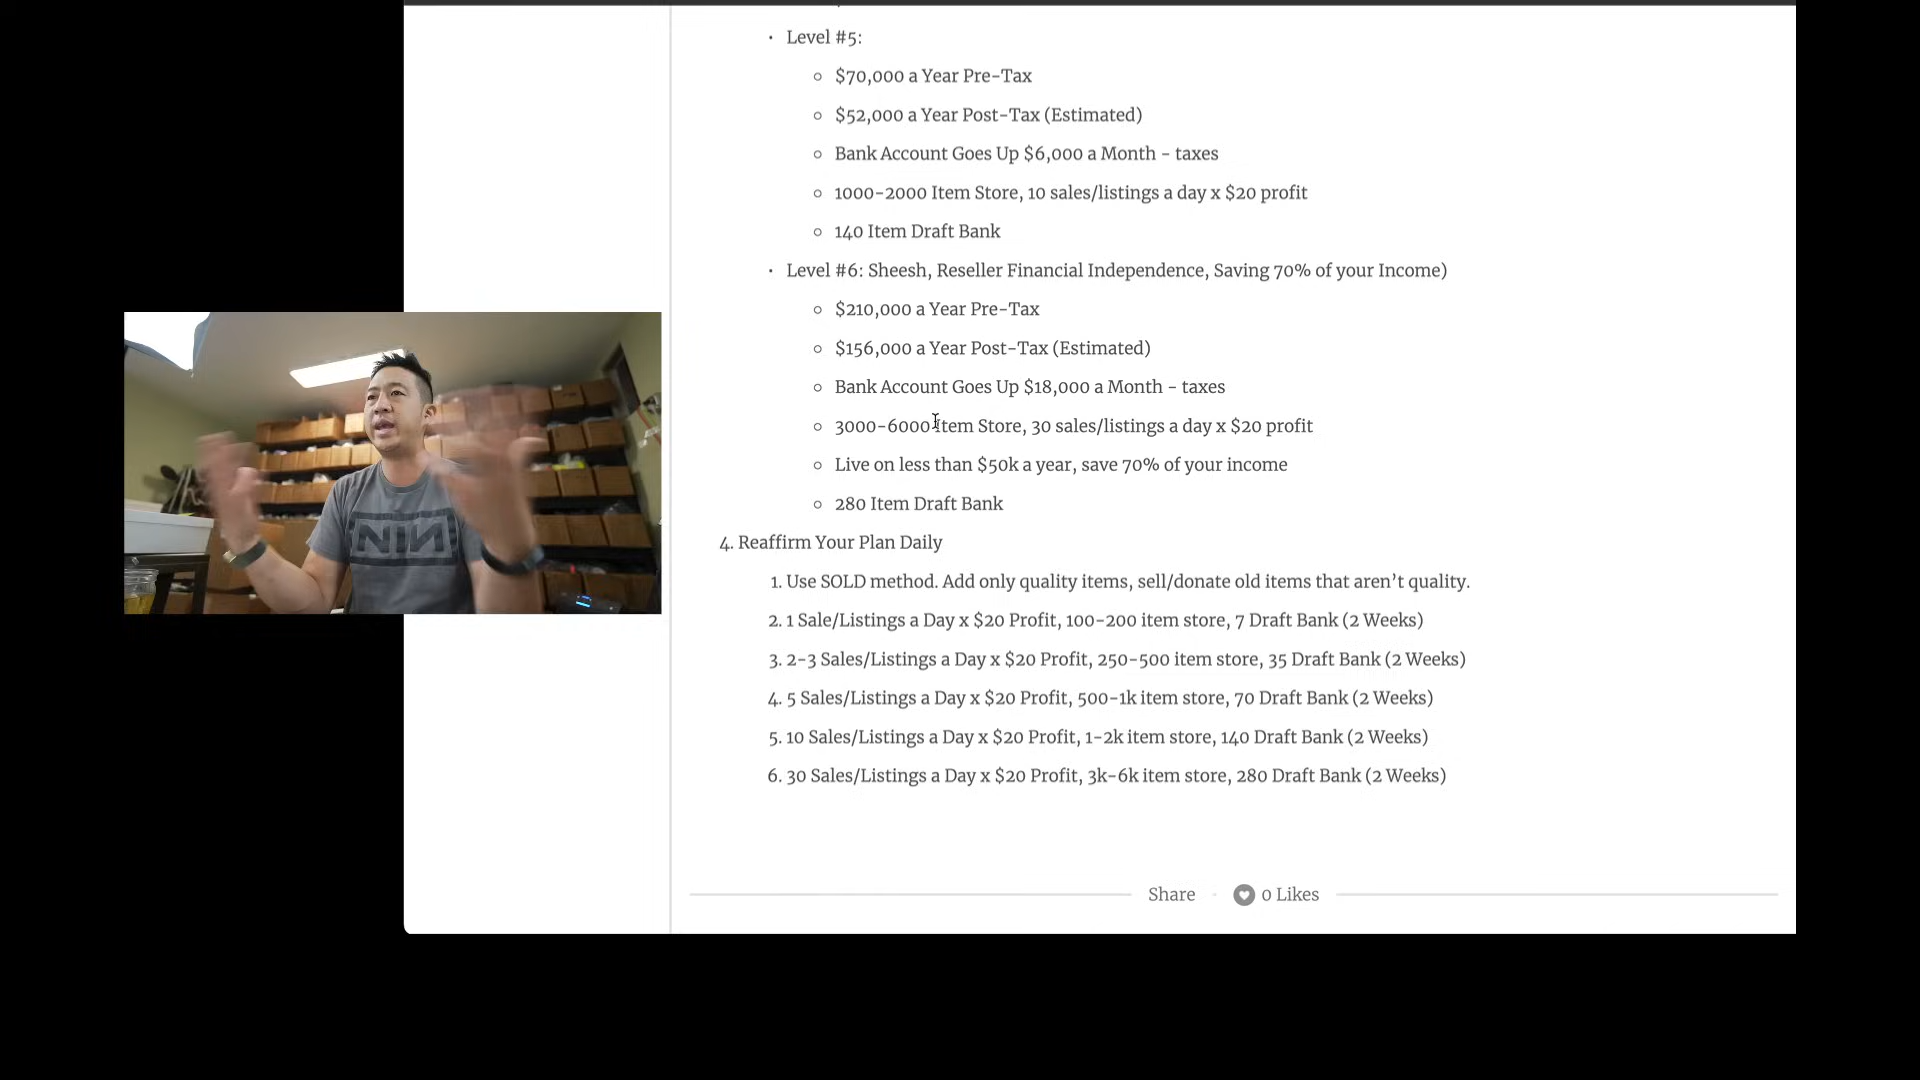 Level #5:
$70,000 a Year Pre-Tax
$52,000 a Year Post-Tax (Estimated)
Bank Account Goes Up $6,000 a Month - taxes
1000-2000 Item Store, 10 sales/listings a day x $20 profit
140 Item Draft Bank
Level #6: Sheesh, Reseller Financial Independence, Saving 70% of your Income)
$210,000 a Year Pre-Tax
$156,000 a Year Post-Tax (Estimated)
Bank Account Goes Up $18,000 a Month - taxes
3000-6000 Item Store, 30 sales/listings a day x $20 profit
Live on less than $50k a year, save 70% of your income
280 Item Draft Bank
4. Reaffirm Your Plan Daily
1. Use SOLD method. Add only quality items, sell/donate old items that aren't quality.
2. 1 Sale/Listings a Day x $20 Profit, 100-200 item store, 7 Draft Bank (2 Weeks)
3. 2-3 Sales/Listings a Day x $20 Profit, 250-500 item store, 35 Draft Bank (2 Weeks)
4. 5 Sales/Listings a Day x $20 Profit, 500-1k item store, 70 Draft Bank (2 Weeks)
5. 10 Sales/Listings a Day x $20 Profit, 1-2k item store, 140 Draft Bank (2 Weeks)
6. 30 Sales/Listings a Day x $20 Profit, 3k-6k item store, 280 Draft Bank (2 Weeks)
Share
0 Likes
NIN